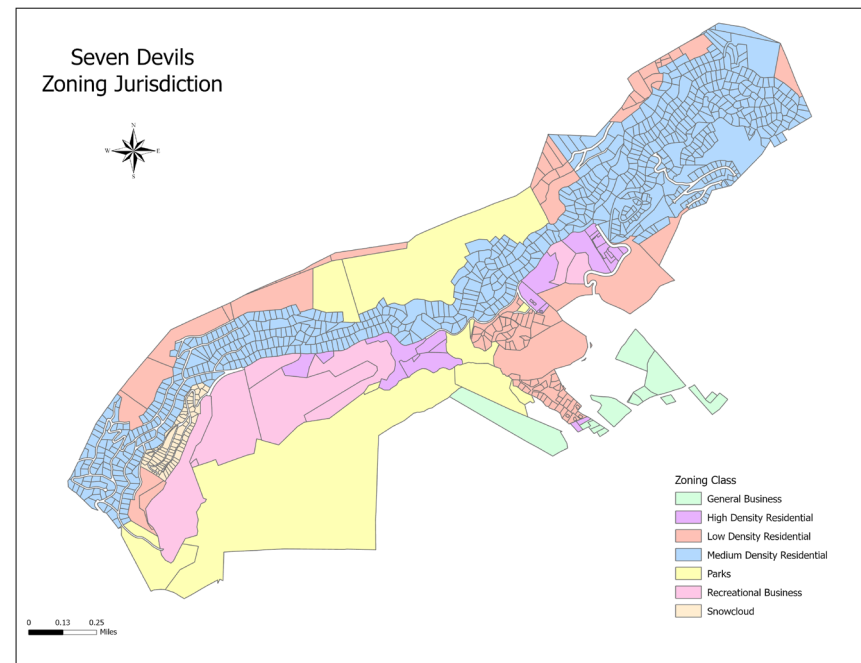 Seven Devils
Zoning Jurisdiction
N
W E
S
Zoning Class
General Business
High Density Residential
Low Density Residential
Medium Density Residential
Parks
Recreational Business
Snowcloud
0 0.13 0.25
Miles